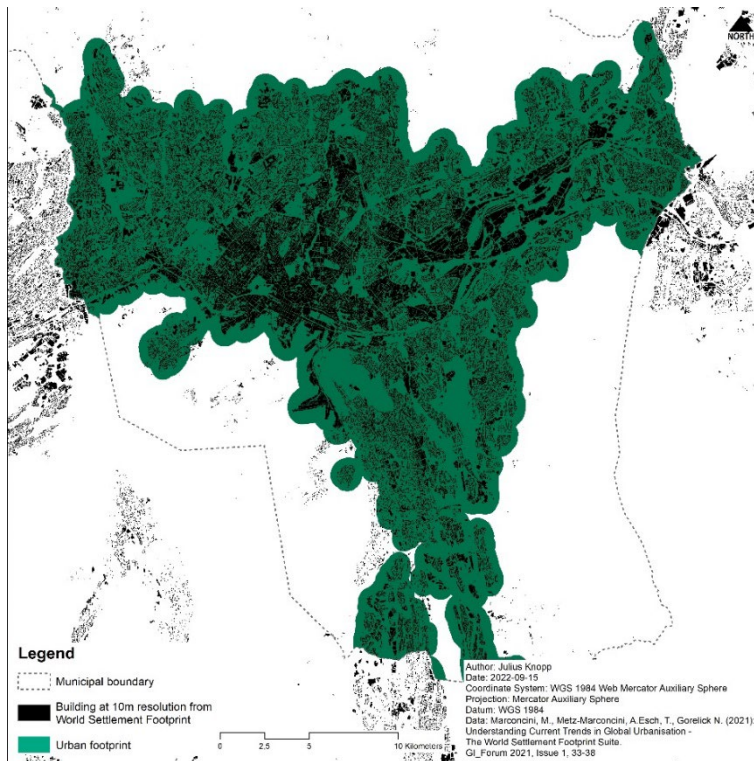 NORTH
Legend
Municipal boundary
Building at 10m resolution from
World Settlement Footprint
Urban footprint
0 2.5 5 10 Kilometers
Author: Julius Knopp
Date: 2022-09-15
Coordinate System: WGS 1984 Web Mercator Auxiliary Sphere
Projection: Mercator Auxiliary Sphere
Datum: WGS 1984
Data: Marconcini, M., Metz-Marconcini, A.Esch, T., Gorelick N. (2021):
Understanding Current Trends in Global Urbanisation -
The World Settlement Footprint Suite.
GI_Forum 2021, Issue 1, 33-38